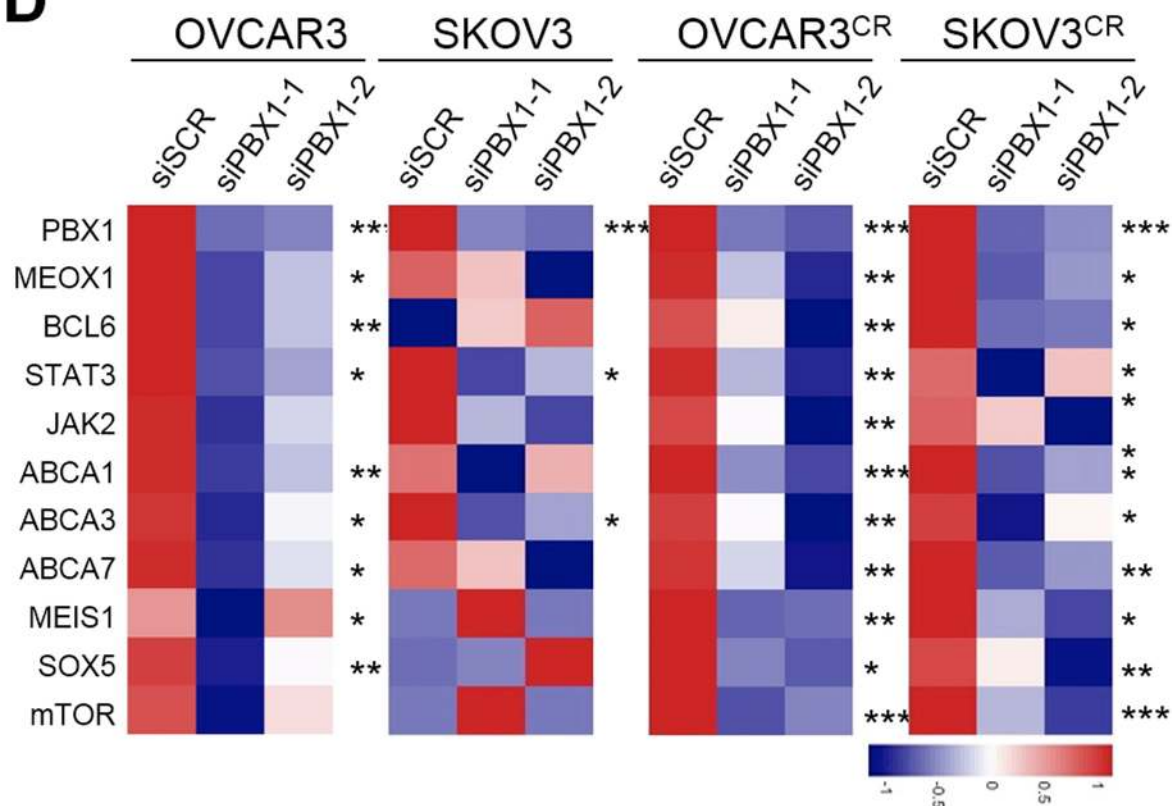 D
OVCAR3 SKOV3 OVCAR3CR SKOV3CR
siSCR siPBX1-1 siPBX1-2 siSCR siPBX1-1 siPBX1-2 siSCR siPBX1-1 siPBX1-2 siSCR siPBX1-1 siPBX1-2
PBX1 *** *** *** ***
MEOX1 * ** *
BCL6 ** ** *
STAT3 * * ** *
*
JAK2 **
*
ABCA1 ** *** *
ABCA3 * * ** *
ABCA7 * ** **
MEIS1 * ** *
SOX5 ** * **
mTOR *** ***
-1 -0.5 0 0.5 1